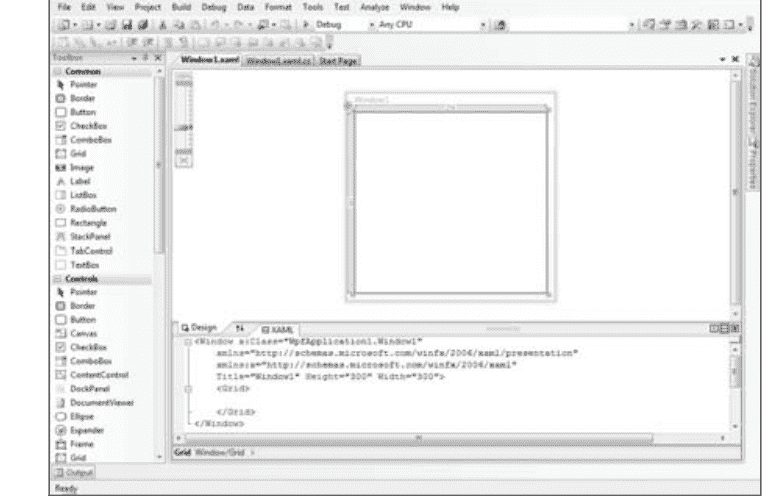 File Edit View Project Build Debug Data Format Tools Test Analyze Window Help
Debug Any CPU
Toolbox
Window1.xaml Window1.xaml.cs Start Page
Common
Pointer
Border
Button
CheckBox
ComboBox
Grid
Image
Label
ListBox
RadioButton
Rectangle
StackPanel
TabControl
TextBox
Controls
Pointer
Border
Button
Canvas
CheckBox
ComboBox
ContentControl
DockPanel
DocumentViewer
Ellipse
Expander
Frame
Grid
Window1
Solution Explorer
Properties
Design XAML
<Window x:Class="WpfApplication1.Window1"
xmlns="http://schemas.microsoft.com/winfx/2006/xaml/presentation"
xmlns:x="http://schemas.microsoft.com/winfx/2006/xaml"
Title="Window1" Height="300" Width="300">
<Grid>
</Grid>
</Window>
Grid Window/Grid
Output
Ready